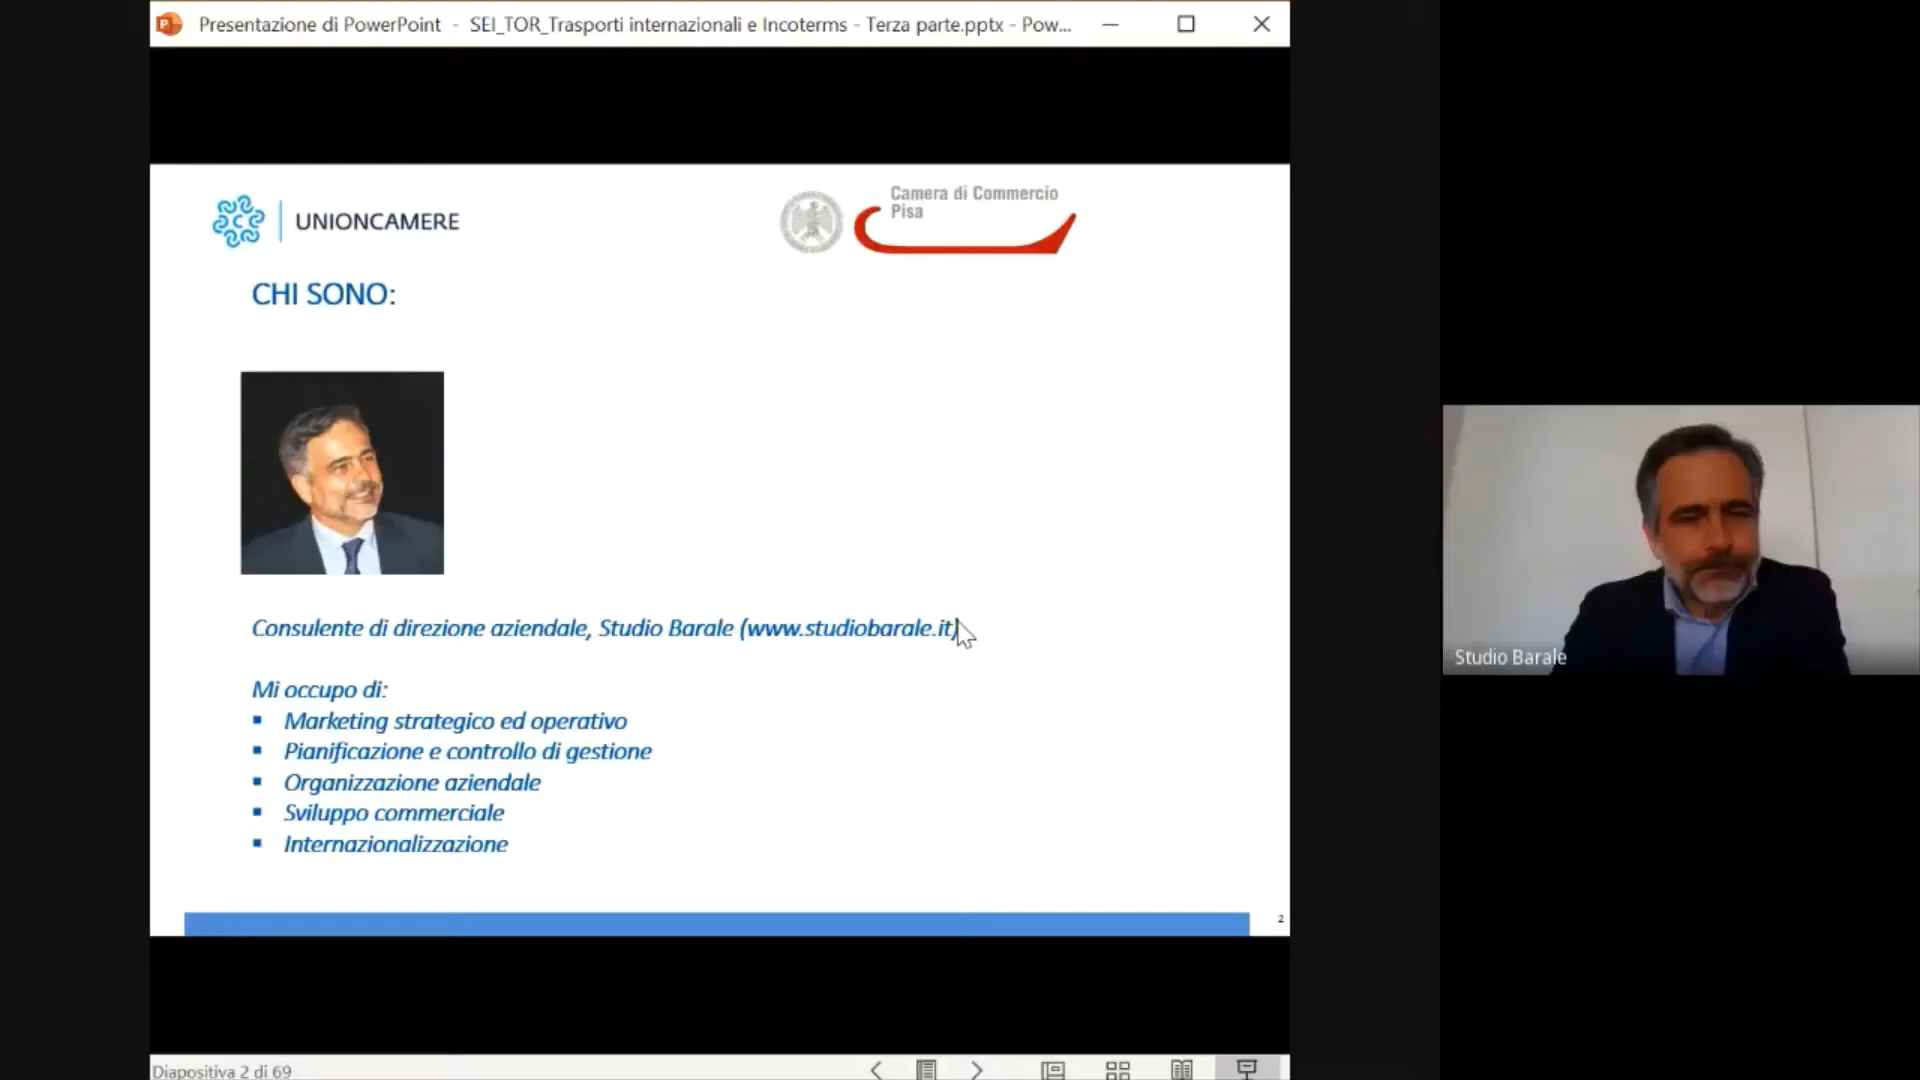 Presentazione di PowerPoint - SEI_TOR_Trasporti internazionali e Incoterms - Terza parte.pptx - Pow...
UNIONCAMERE
Camera di Commercio
Pisa
CHI SONO:
Consulente di direzione aziendale, Studio Barale (www.studiobarale.it)
Mi occupo di:
▪ Marketing strategico ed operativo
▪ Pianificazione e controllo di gestione
▪ Organizzazione aziendale
▪ Sviluppo commerciale
▪ Internazionalizzazione
2
Studio Barale
Diapositiva 2 di 69